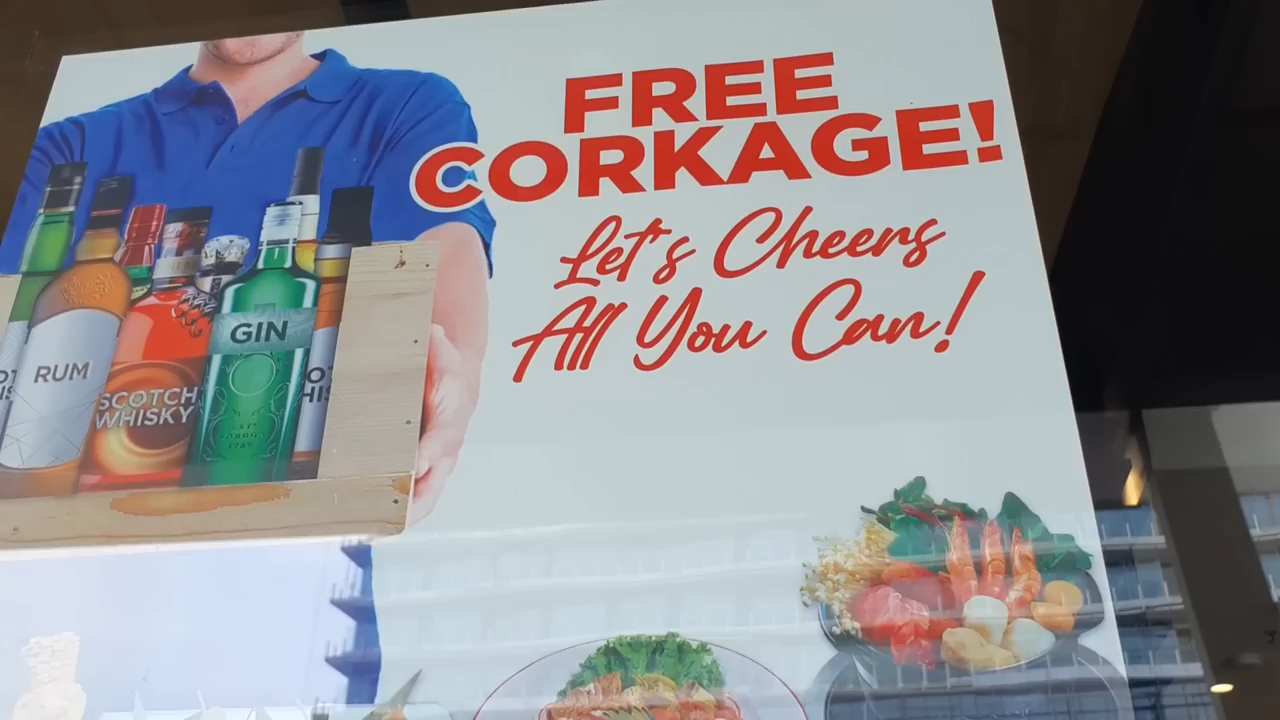 FREE
CORKAGE!
Let's Cheers
All You Can!
RUM
SCOTCH
WHISKY
GIN